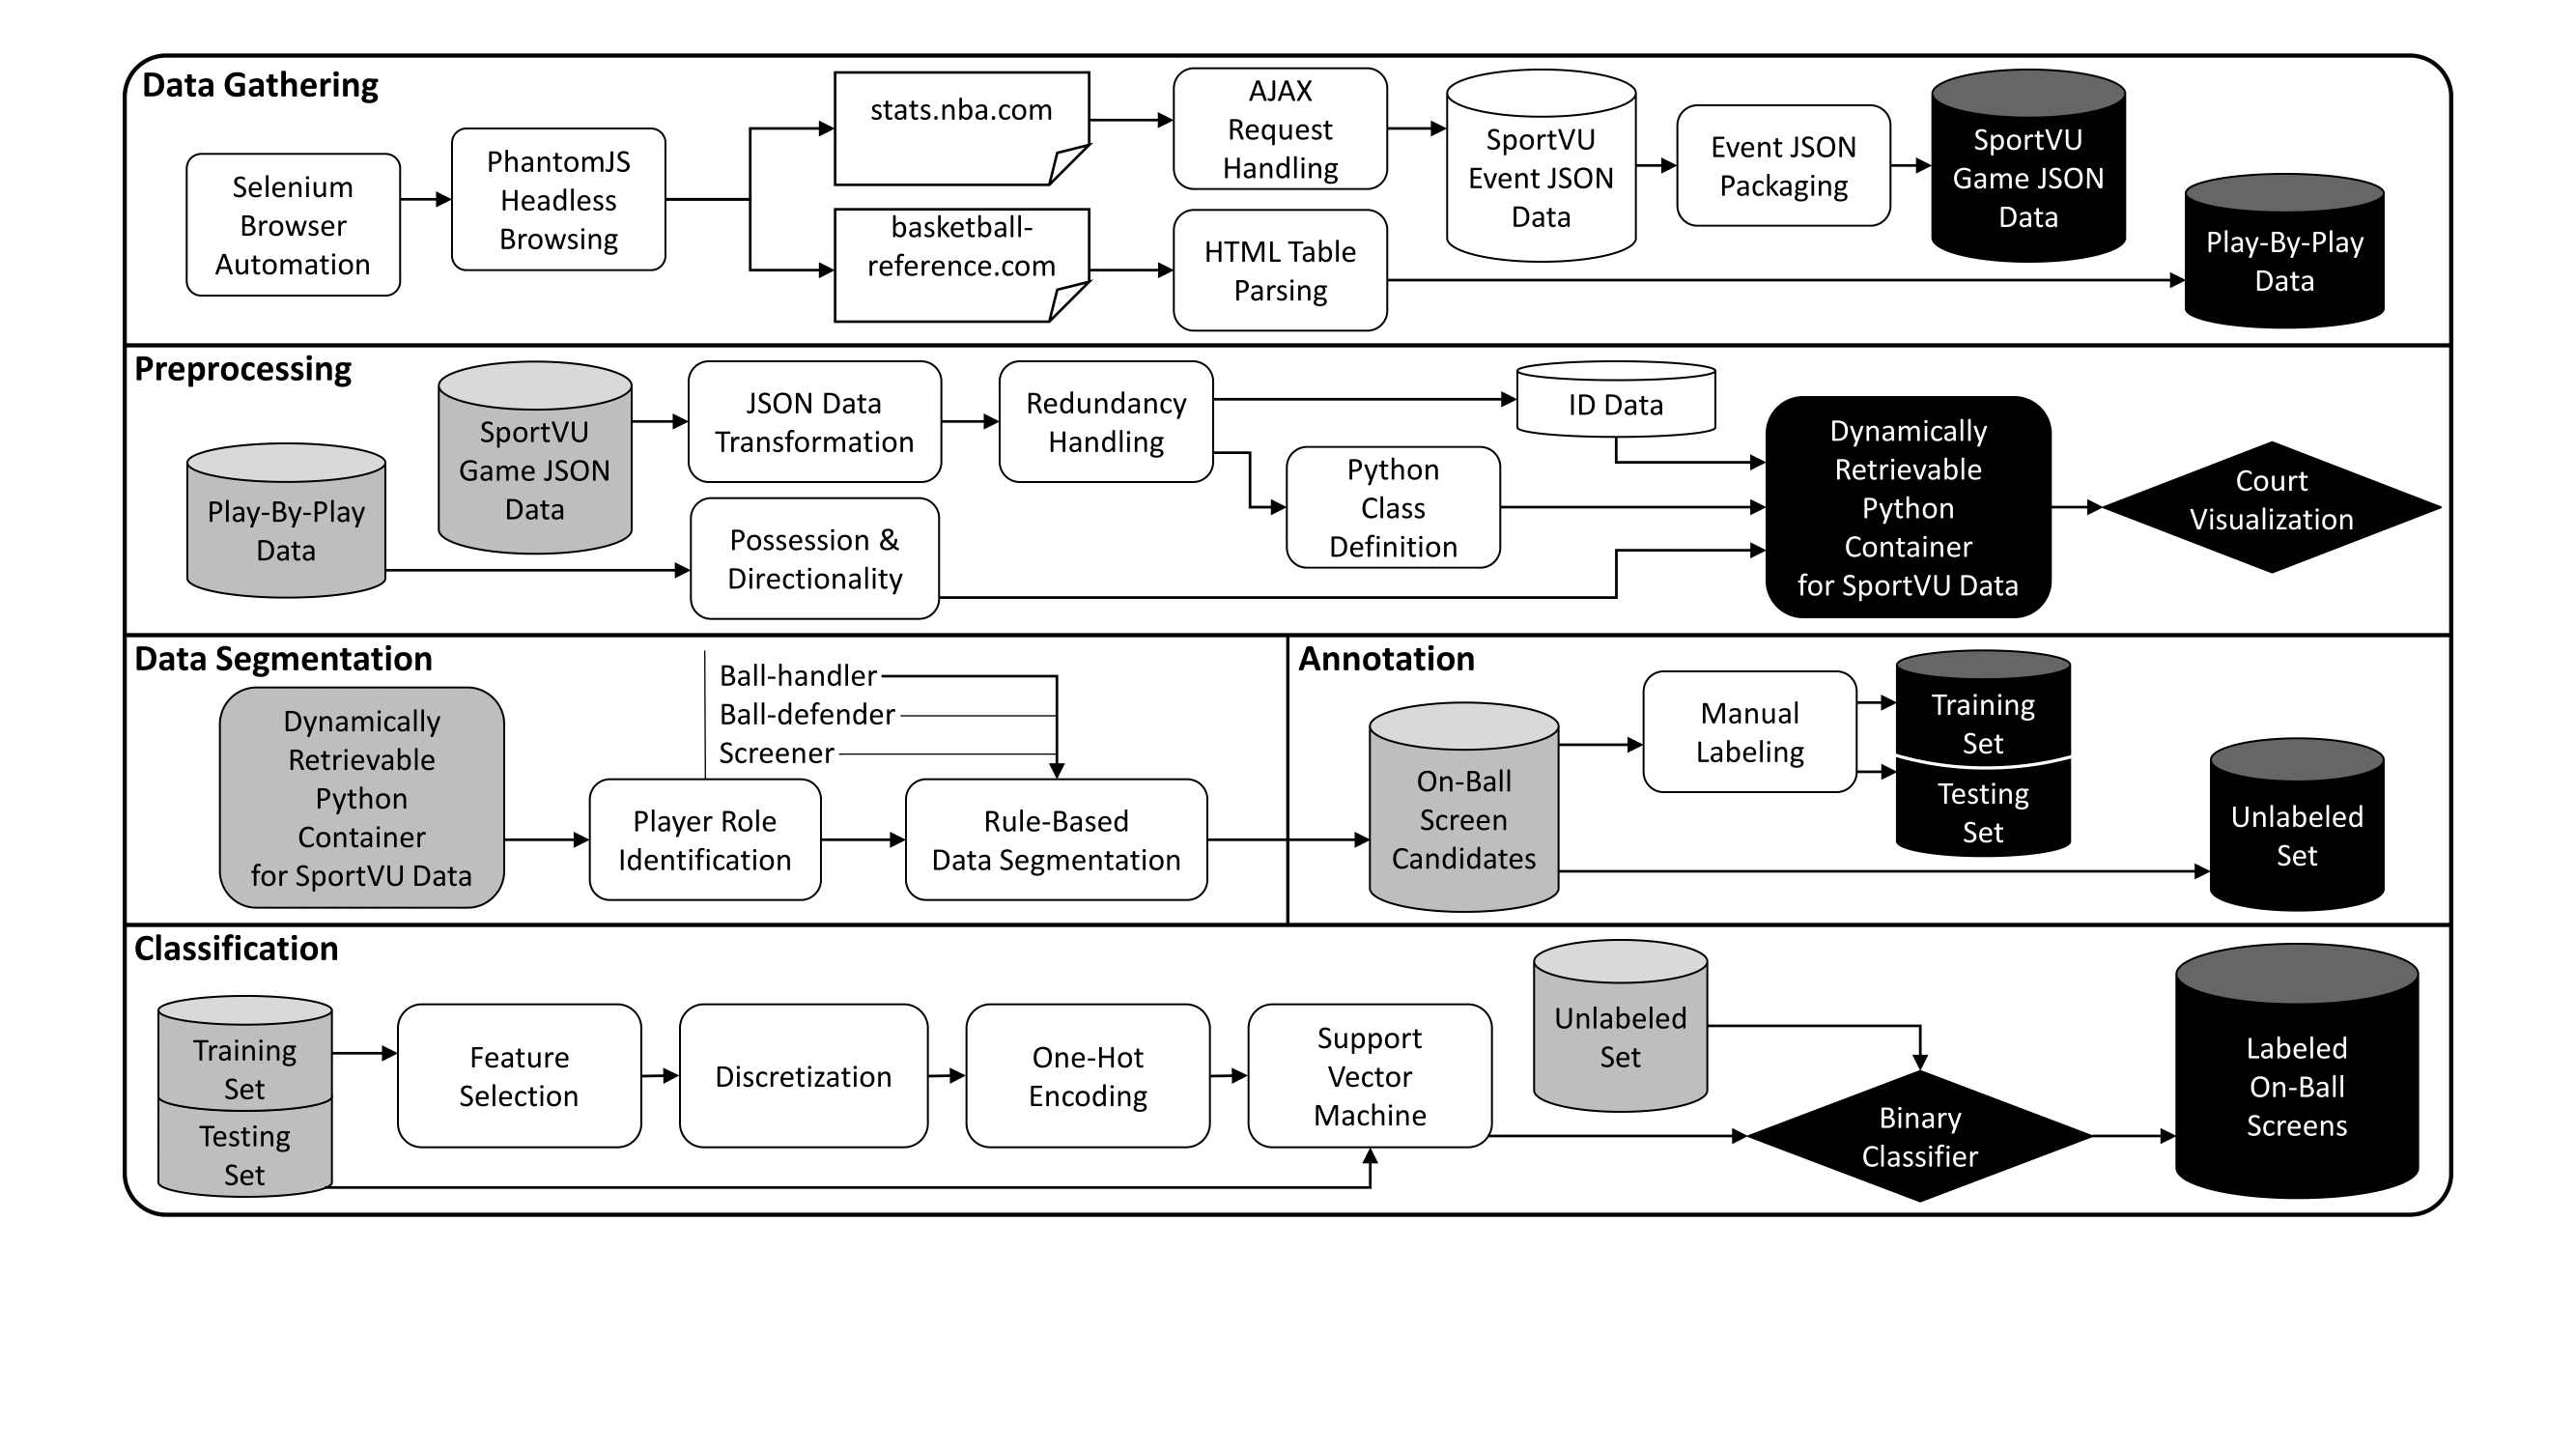 Data Gathering
Selenium
Browser
Automation
PhantomJS
Headless
Browsing
stats.nba.com
basketball-
reference.com
AJAX
Request
Handling
HTML Table
Parsing
SportVU
Event JSON
Data
Event JSON
Packaging
SportVU
Game JSON
Data
Play-By-Play
Data
Preprocessing
Play-By-Play
Data
SportVU
Game JSON
Data
JSON Data
Transformation
Possession &
Directionality
Redundancy
Handling
Python
Class
Definition
ID Data
Dynamically
Retrievable
Python
Container
for SportVU Data
Court
Visualization
Data Segmentation
Dynamically
Retrievable
Python
Container
for SportVU Data
Ball-handler
Ball-defender
Screener
Player Role
Identification
Rule-Based
Data Segmentation
Annotation
On-Ball
Screen
Candidates
Manual
Labeling
Training
Set
Testing
Set
Unlabeled
Set
Classification
Training
Set
Testing
Set
Feature
Selection
Discretization
One-Hot
Encoding
Support
Vector
Machine
Unlabeled
Set
Binary
Classifier
Labeled
On-Ball
Screens